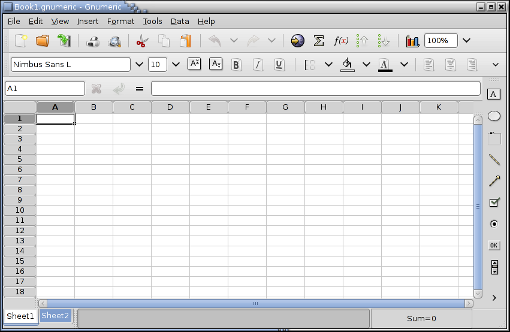 Book1.gnumeric - Gnumeric
File Edit View Insert Format Tools Data Help
Σ f(x) 100%
Nimbus Sans L 10 A A B I U A
A1 =
A B C D E F G H I J K
1
2
3
4
5
6
7
8
9
10
11
12
13
14
15
16
17
18
A
OK
Sheet1 Sheet2 Sum=0